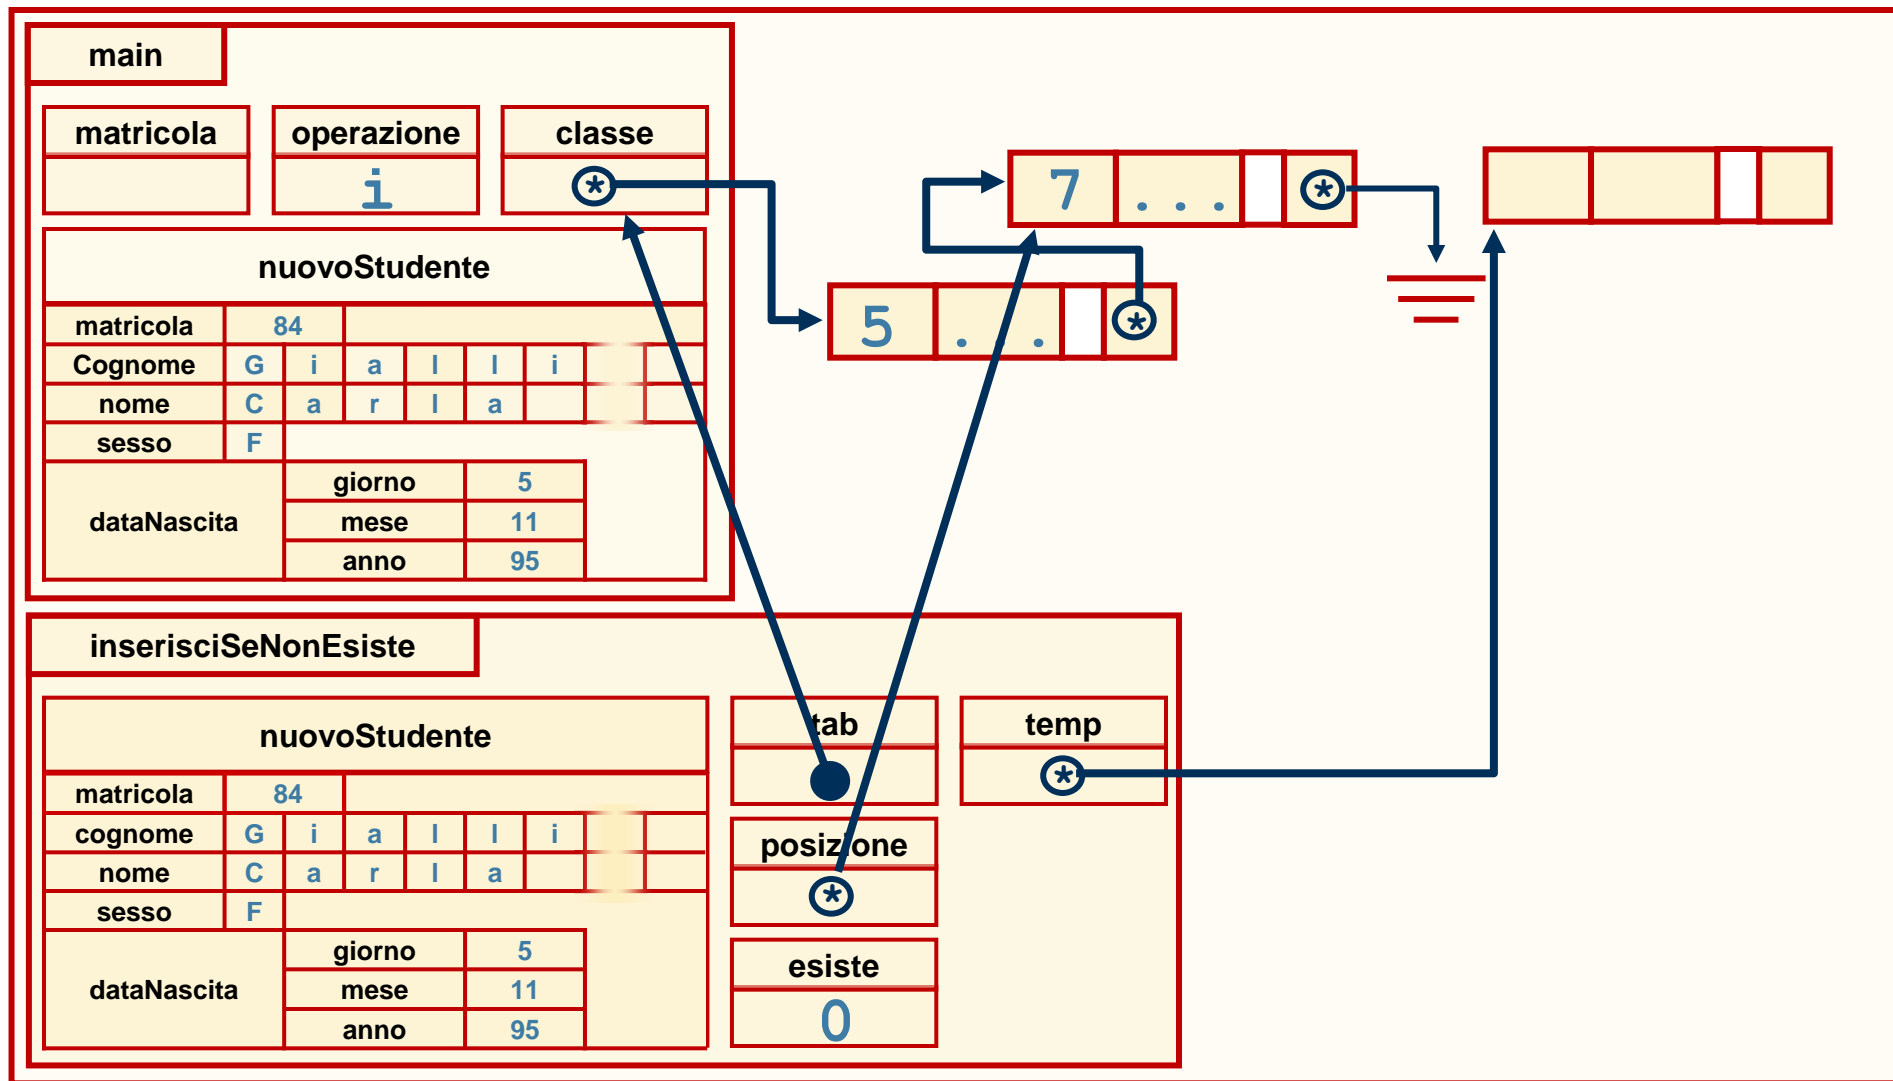 main
matricola operazione classe
i *
7 . . . *
nuovoStudente
5 . . . *
matricola 84
Cognome G i a l l i
nome C a r l a
sesso F
dataNascita
giorno 5
mese 11
anno 95
inserisciSeNonEsiste
nuovoStudente
matricola 84
cognome G i a l l i
nome C a r l a
sesso F
dataNascita
giorno 5
mese 11
anno 95
tab
temp
*
posizione
*
esiste
0